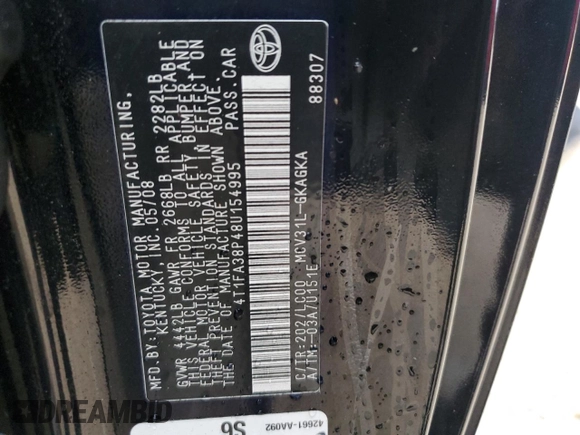 MFD.BY:TOYOTA MOTOR MANUFACTURING,
KENTUCKY, INC. 05/08
GVWR 4442LB GAWR FR 2668LB RR 2282LB
THIS VEHICLE CONFORMS TO ALL APPLICABLE
FEDERAL MOTOR VEHICLE SAFETY BUMPER,AND
THEFT PREVENTION STANDARDS IN EFFECT ON
THE DATE OF MANUFACTURE SHOWN ABOVE.
4T1FA38P48U154995 PASS.CAR
88307
C/TR:202/LC00 MCV31L-GKAGKA
A/TM:-03A/U151E
42661-AA092
S6
DREAMBID